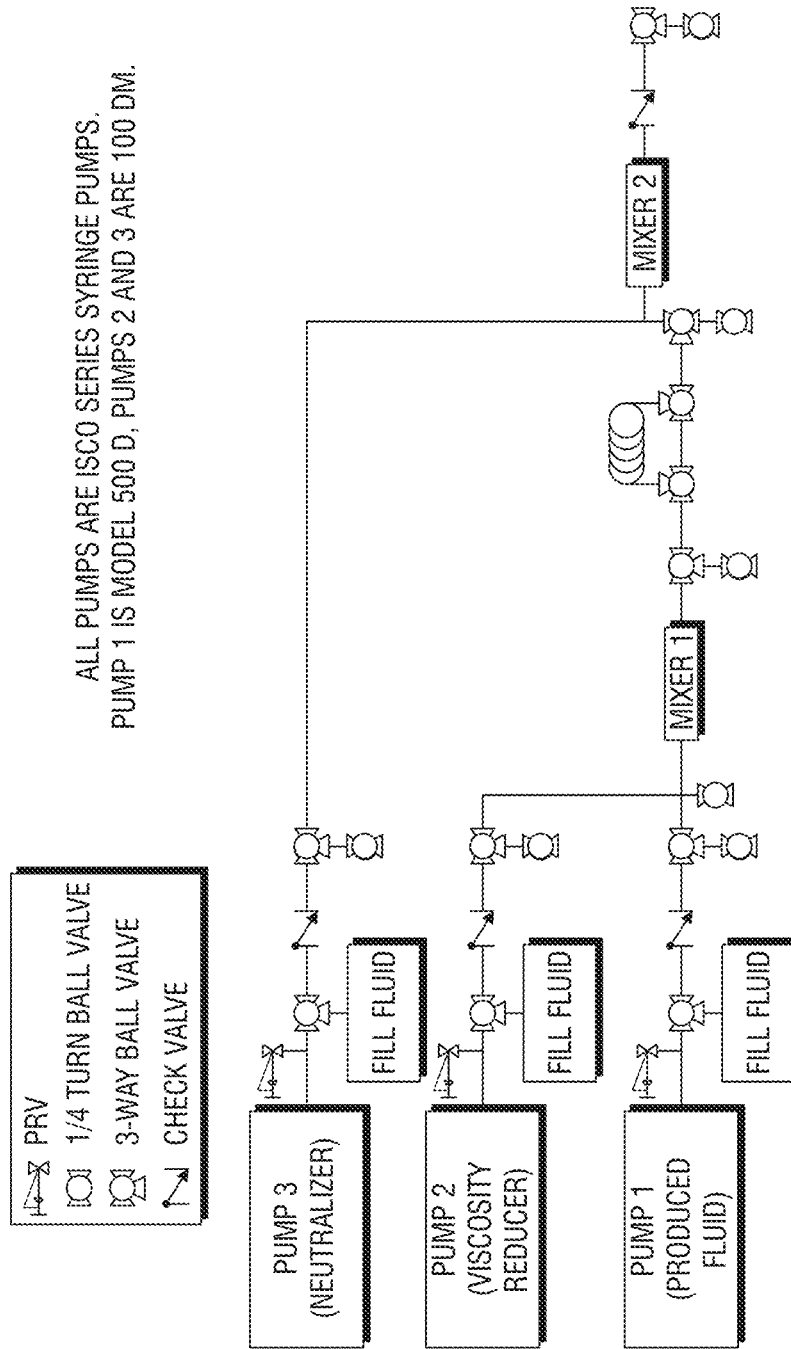 ALL PUMPS ARE ISCO SERIES SYRINGE PUMPS.
PUMP 1 IS MODEL 500 D, PUMPS 2 AND 3 ARE 100 DM.
PRV
1/4 TURN BALL VALVE
3-WAY BALL VALVE
CHECK VALVE
PUMP 3
(NEUTRALIZER)
FILL FLUID
PUMP 2
(VISCOSITY
REDUCER)
FILL FLUID
PUMP 1
(PRODUCED
FLUID)
FILL FLUID
MIXER 1
MIXER 2